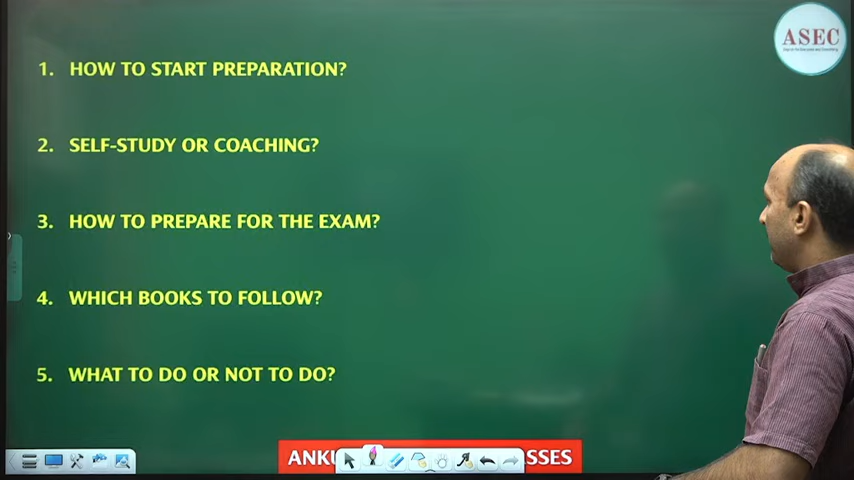 ASEC
1. HOW TO START PREPARATION?
2. SELF-STUDY OR COACHING?
3. HOW TO PREPARE FOR THE EXAM?
4. WHICH BOOKS TO FOLLOW?
5. WHAT TO DO OR NOT TO DO?